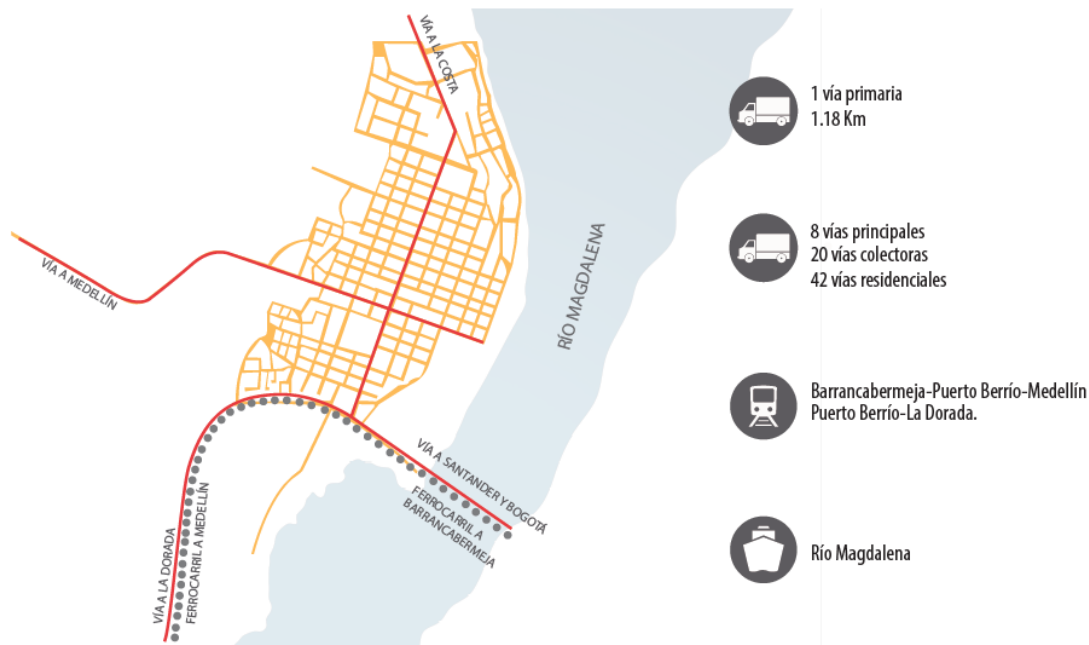 VÍA A LA COSTA
VÍA A MEDELLÍN
RÍO MAGDALENA
VÍA A SANTANDER Y BOGOTÁ
FERROCARRIL A
BARRANCABERMEJA
VÍA A LA DORADA
FERROCARRIL A MEDELLÍN
1 vía primaria
1.18 Km
8 vías principales
20 vías colectoras
42 vías residenciales
Barrancabermeja-Puerto Berrío-Medellín
Puerto Berrío-La Dorada.
Río Magdalena